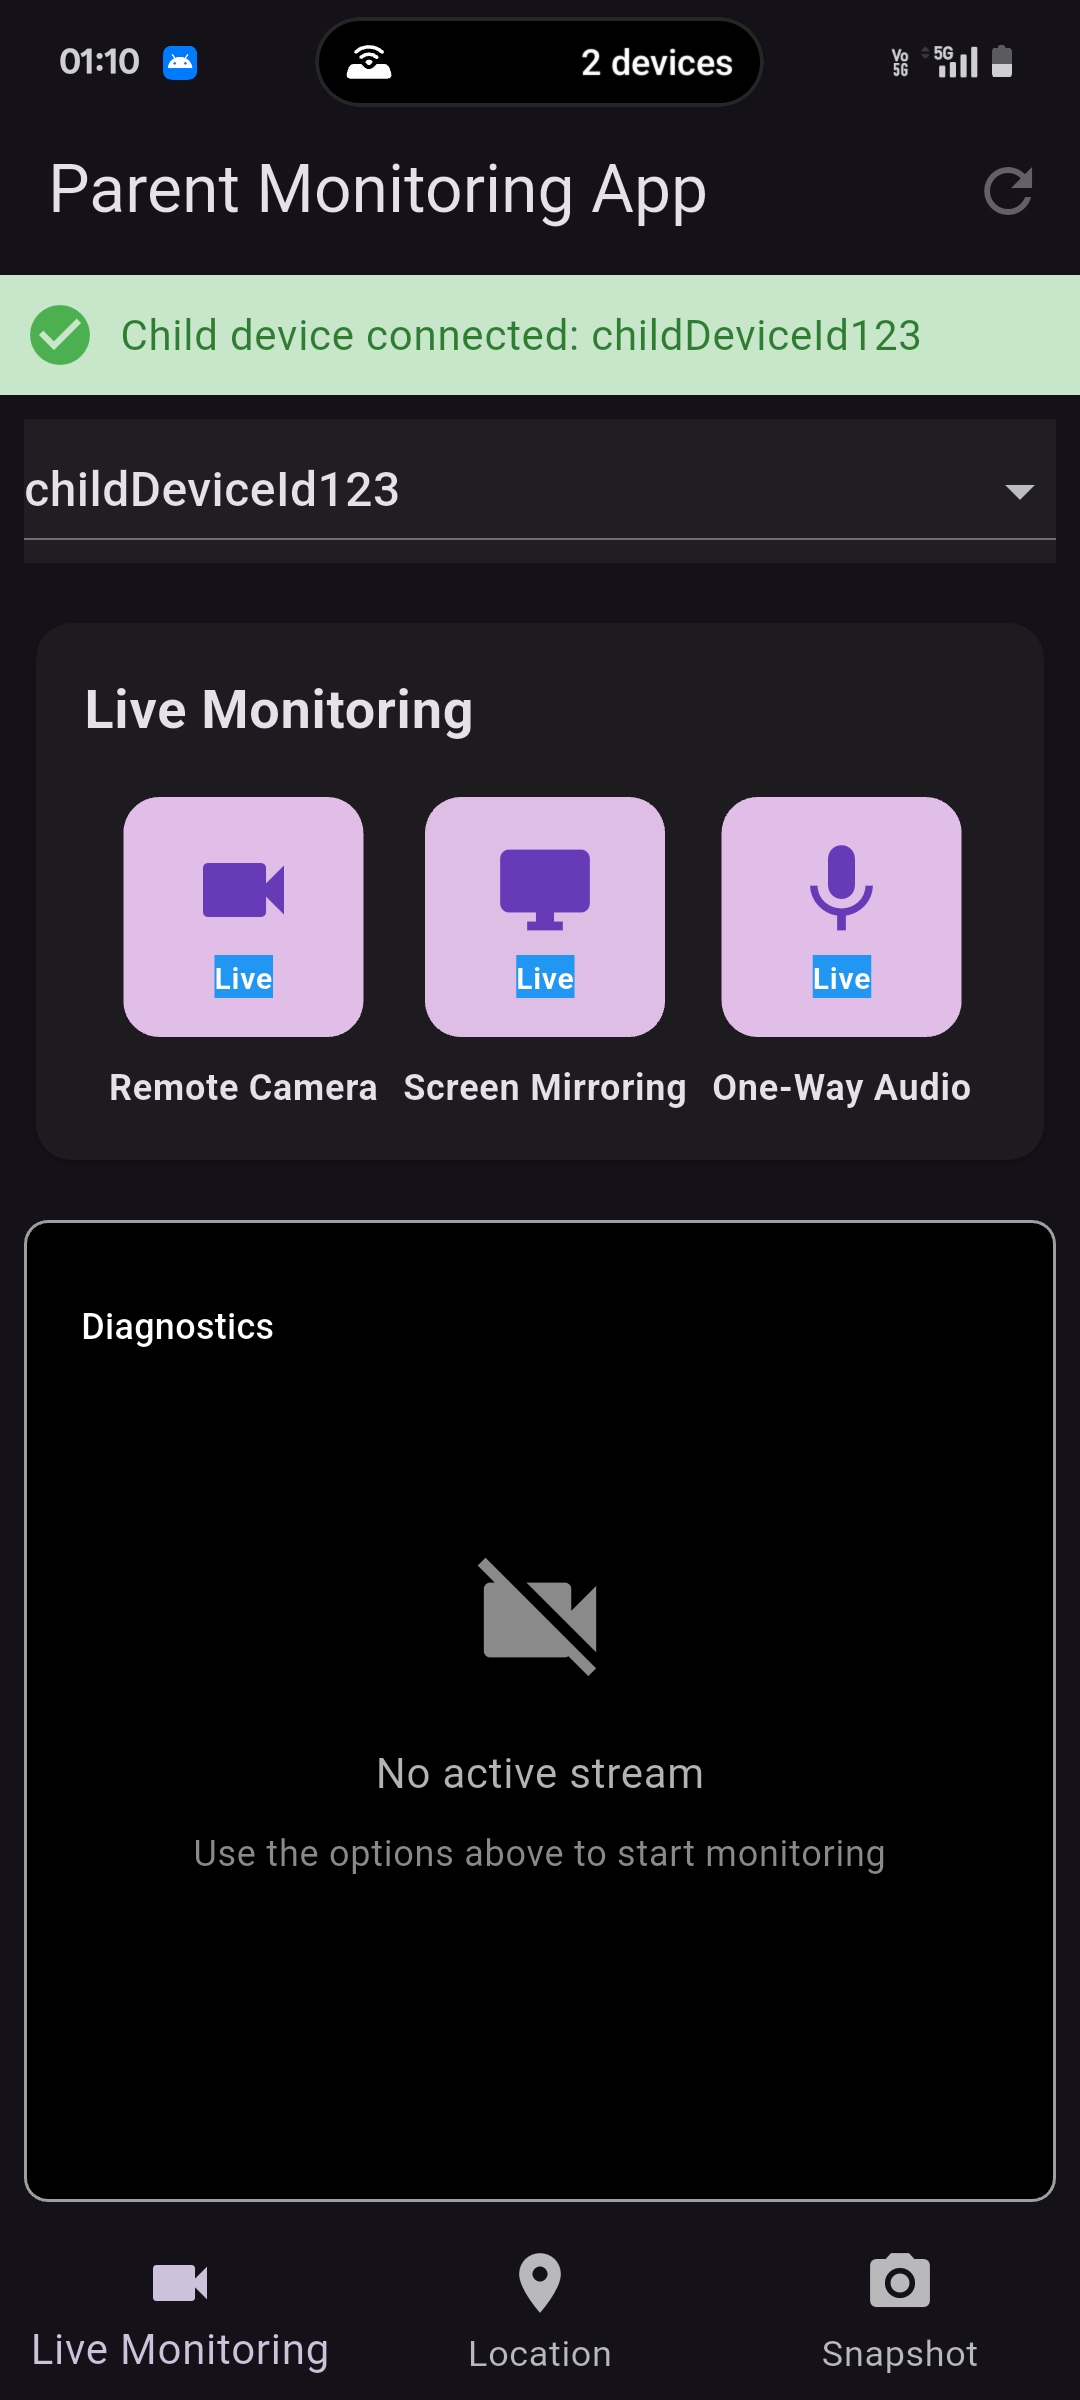 01:10
2 devices
Vo 5G
5G
Parent Monitoring App
Child device connected: childDeviceId123
childDeviceId123
Live Monitoring
Live Live Live
Remote Camera Screen Mirroring One-Way Audio
Diagnostics
No active stream
Use the options above to start monitoring
Live Monitoring Location Snapshot